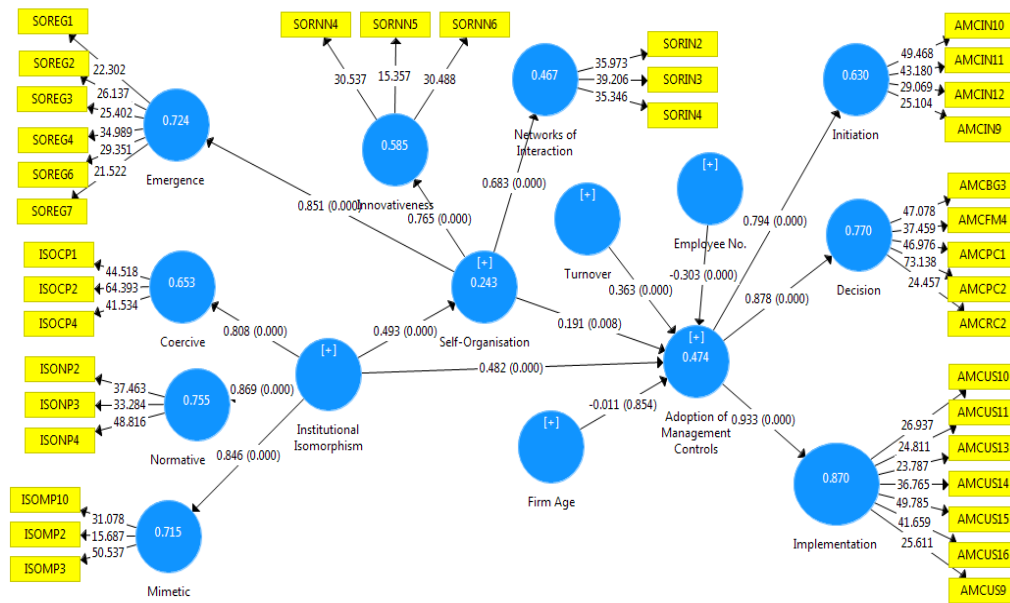 SOREG1
SOREG2
SOREG3
SOREG4
SOREG6
SOREG7
22.302
26.137
25.402
34.989
29.351
21.522
0.724
Emergence
SORNN4
SORNN5
SORNN6
30.537
15.357
30.488
0.585
Innovativeness
0.467
Networks of
Interaction
35.973
39.206
35.346
SORIN2
SORIN3
SORIN4
0.630
Initiation
49.468
43.180
29.069
25.104
AMCIN10
AMCIN11
AMCIN12
AMCIN9
0.851 (0.000)
0.765 (0.000)
0.683 (0.000)
[+]
Turnover
[+]
Employee No.
0.794 (0.000)
-0.303 (0.000)
0.363 (0.000)
0.770
Decision
47.078
37.459
46.976
73.138
24.457
AMCBG3
AMCFM4
AMCPC1
AMCPC2
AMCRC2
ISOCP1
ISOCP2
ISOCP4
44.518
64.393
41.534
0.653
Coercive
[+]
0.243
Self-Organisation
0.808 (0.000)
0.493 (0.000)
0.191 (0.008)
0.878 (0.000)
ISONP2
ISONP3
ISONP4
37.463
33.284
48.816
0.755
Normative
0.869 (0.000)
[+]
Institutional
Isomorphism
0.482 (0.000)
[+]
0.474
Adoption of
Management
Controls
0.846 (0.000)
[+]
Firm Age
-0.011 (0.854)
0.933 (0.000)
ISOMP10
ISOMP2
ISOMP3
31.078
15.687
50.537
0.715
Mimetic
0.870
Implementation
26.937
24.811
23.787
36.765
49.785
41.659
25.611
AMCUS10
AMCUS11
AMCUS13
AMCUS14
AMCUS15
AMCUS16
AMCUS9